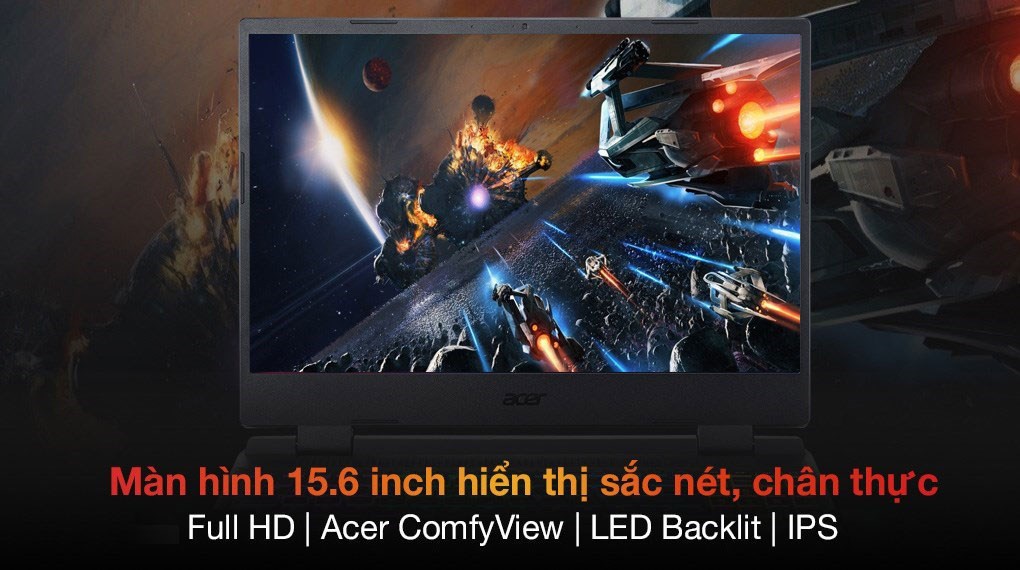 acer
Màn hình 15.6 inch hiển thị sắc nét, chân thực
Full HD | Acer ComfyView | LED Backlit | IPS